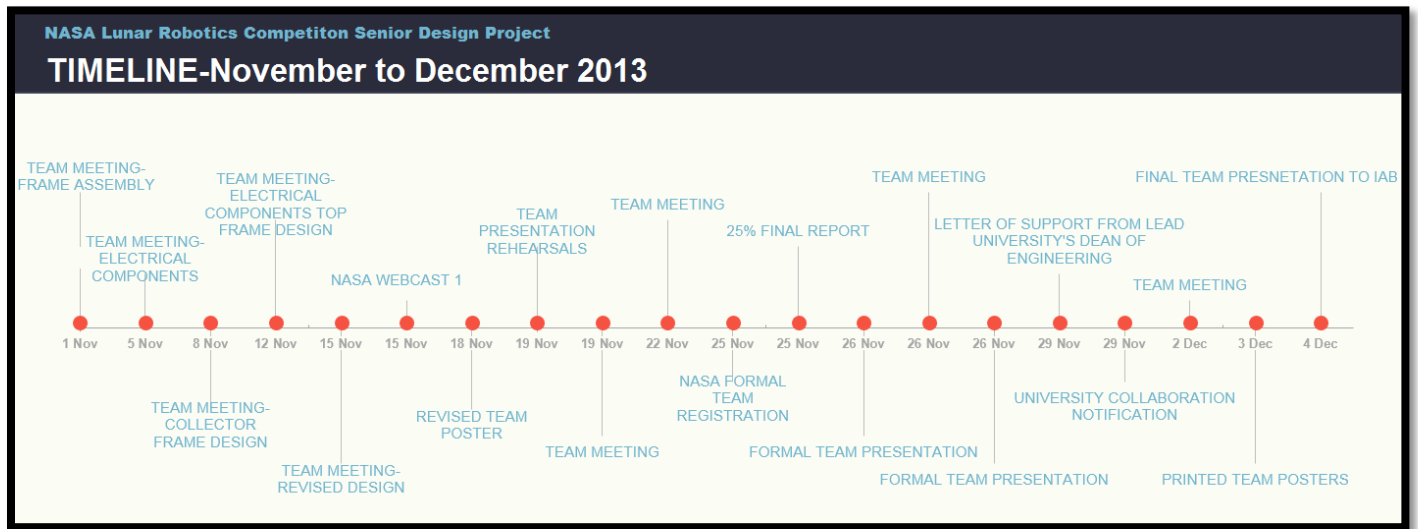 NASA Lunar Robotics Competiton Senior Design Project
TIMELINE-November to December 2013
TEAM MEETING-
FRAME ASSEMBLY
TEAM MEETING-
ELECTRICAL
COMPONENTS
TEAM MEETING-
ELECTRICAL
COMPONENTS TOP
FRAME DESIGN
NASA WEBCAST 1
TEAM
PRESENTATION
REHEARSALS
TEAM MEETING
25% FINAL REPORT
TEAM MEETING
LETTER OF SUPPORT FROM LEAD
UNIVERSITY'S DEAN OF
ENGINEERING
TEAM MEETING
FINAL TEAM PRESNETATION TO IAB
1 Nov
5 Nov
8 Nov
12 Nov
15 Nov
15 Nov
18 Nov
19 Nov
19 Nov
22 Nov
25 Nov
25 Nov
26 Nov
26 Nov
26 Nov
29 Nov
29 Nov
2 Dec
3 Dec
4 Dec
TEAM MEETING-
COLLECTOR
FRAME DESIGN
TEAM MEETING-
REVISED DESIGN
REVISED TEAM
POSTER
TEAM MEETING
NASA FORMAL
TEAM
REGISTRATION
FORMAL TEAM PRESENTATION
FORMAL TEAM PRESENTATION
UNIVERSITY COLLABORATION
NOTIFICATION
PRINTED TEAM POSTERS